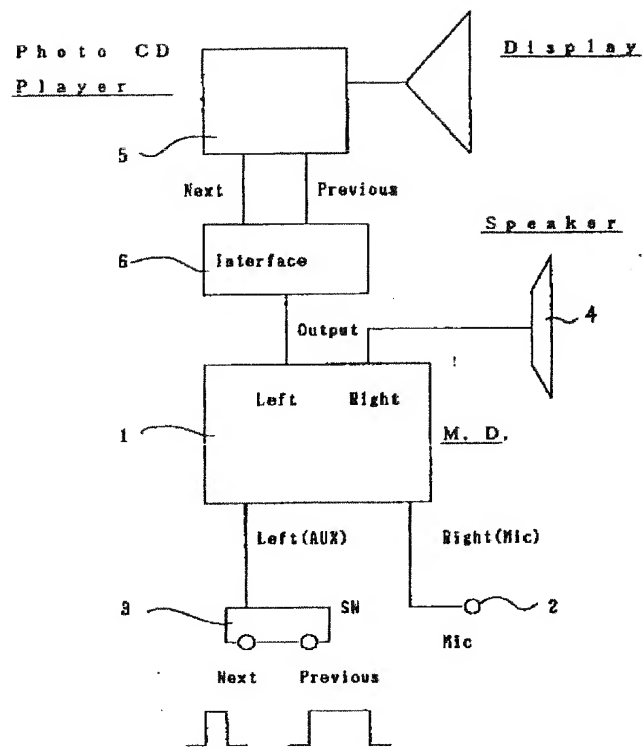 Photo CD
Player
Display
5
Next
Previous
Speaker
6
Interface
4
Output
Left
Right
1
M. D.
Left(AUX)
Right(Mic)
3
SW
2
Mic
Next
Previous